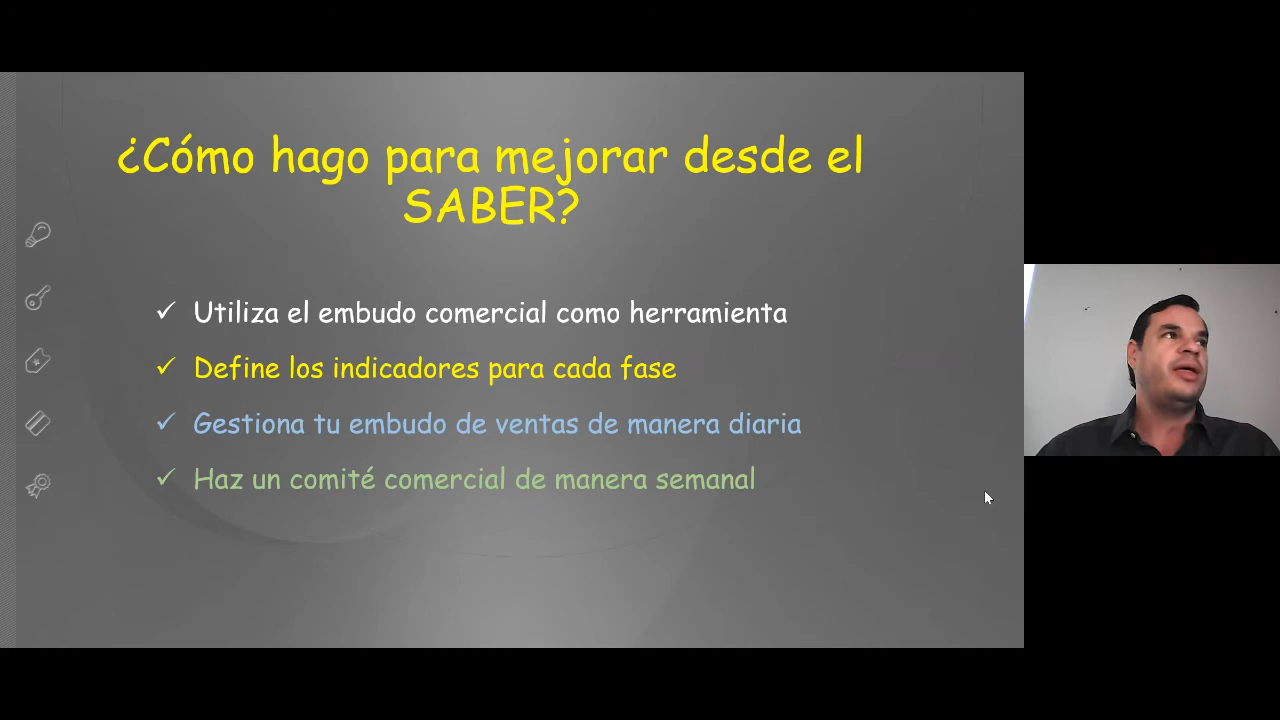 ¿Cómo hago para mejorar desde el
SABER?
✓ Utiliza el embudo comercial como herramienta
✓ Define los indicadores para cada fase
✓ Gestiona tu embudo de ventas de manera diaria
✓ Haz un comité comercial de manera semanal